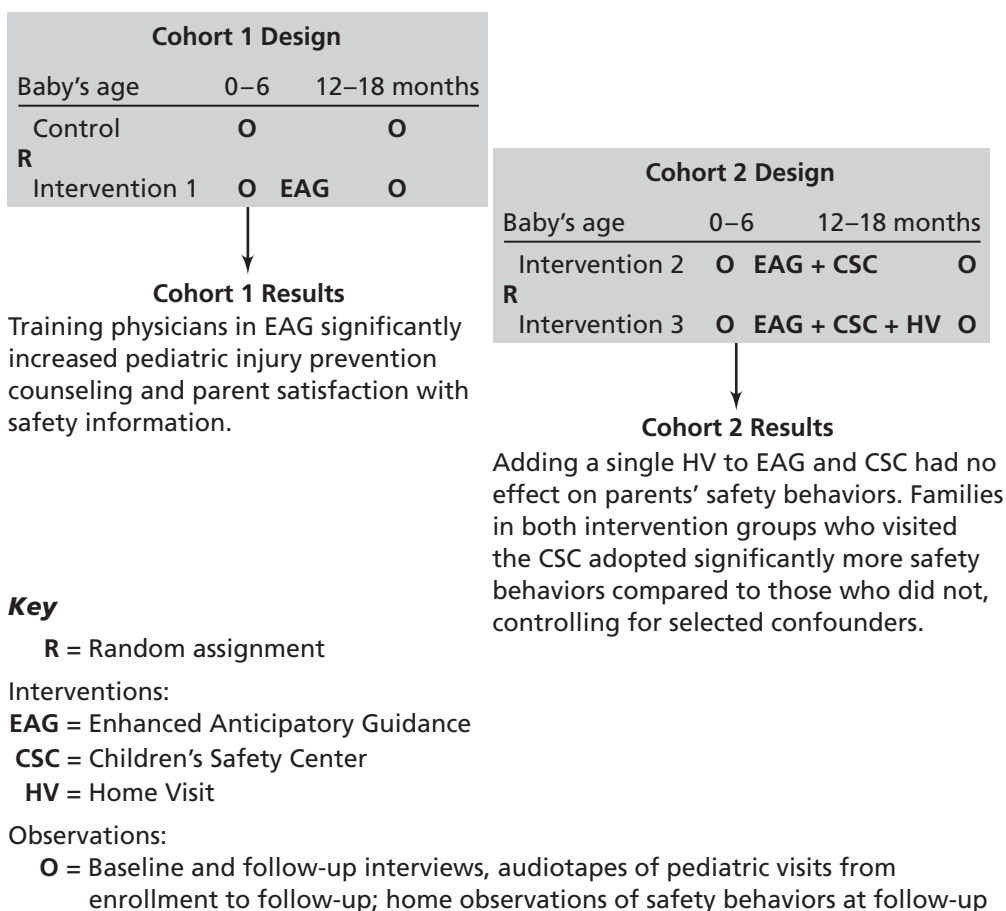 Cohort 1 Design
Baby’s age 0–6 12–18 months
Control O O
R
Intervention 1 O EAG O
Cohort 1 Results
Training physicians in EAG significantly
increased pediatric injury prevention
counseling and parent satisfaction with
safety information.
Cohort 2 Design
Baby’s age 0–6 12–18 months
Intervention 2 O EAG + CSC O
R
Intervention 3 O EAG + CSC + HV O
Cohort 2 Results
Adding a single HV to EAG and CSC had no
effect on parents’ safety behaviors. Families
in both intervention groups who visited
the CSC adopted significantly more safety
behaviors compared to those who did not,
controlling for selected confounders.
Key
R = Random assignment
Interventions:
EAG = Enhanced Anticipatory Guidance
CSC = Children’s Safety Center
HV = Home Visit
Observations:
O = Baseline and follow-up interviews, audiotapes of pediatric visits from
enrollment to follow-up; home observations of safety behaviors at follow-up